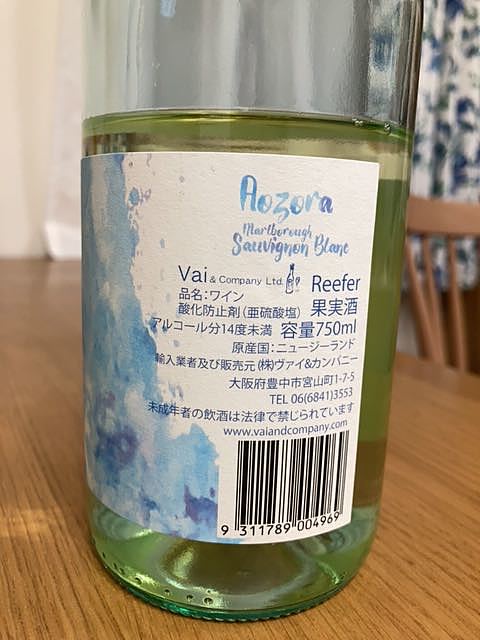 Aozora
Marlborough
Sauvignon Blanc
Vai & Company Ltd. Reefer
品名:ワイン 果実酒
酸化防止剤(亜硫酸塩)
アルコール分14度未満 容量750ml
原産国:ニュージーランド
輸入業者及び販売元 (株)ヴァイ&カンパニー
大阪府豊中市宮山町1-7-5
TEL 06(6841)3553
未成年者の飲酒は法律で禁じられています
www.vaiandcompany.com
9 311789 004969